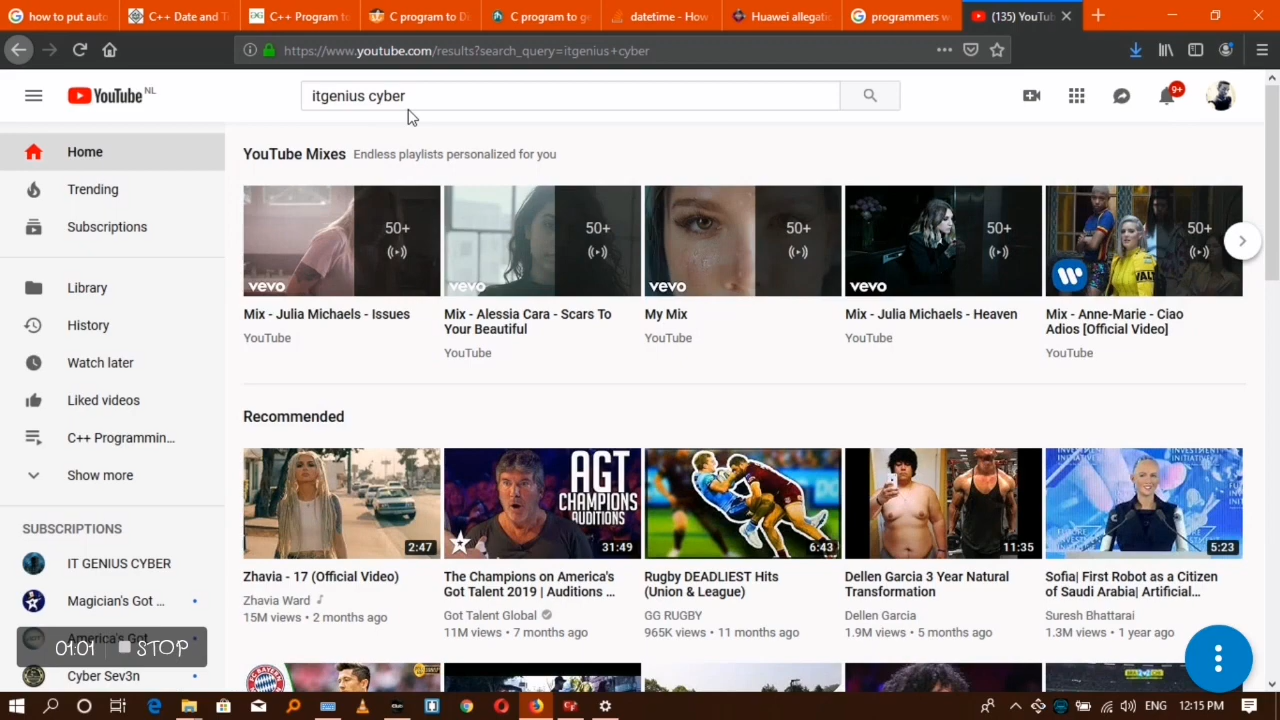 how to put auto
C++ Date and Ti
C++ Program to
C program to Di
C program to ge
datetime - How
Huawei allegatio
programmers w
(135) YouTub
https://www.youtube.com/results?search_query=itgenius+cyber
YouTube NL
itgenius cyber
9+
Home
Trending
Subscriptions
Library
History
Watch later
Liked videos
C++ Programmin...
Show more
SUBSCRIPTIONS
IT GENIUS CYBER
Magician's Got ...
America's Got
Cyber Sev3n
01:01 STOP
YouTube Mixes Endless playlists personalized for you
50+
50+
50+
50+
50+
vevo
vevo
vevo
vevo
Mix - Julia Michaels - Issues
YouTube
Mix - Alessia Cara - Scars To
Your Beautiful
YouTube
My Mix
YouTube
Mix - Julia Michaels - Heaven
YouTube
Mix - Anne-Marie - Ciao
Adios [Official Video]
YouTube
Recommended
2:47
Zhavia - 17 (Official Video)
Zhavia Ward
15M views • 2 months ago
AGT
CHAMPIONS
AUDITIONS
31:49
The Champions on America's
Got Talent 2019 | Auditions ...
Got Talent Global
11M views • 7 months ago
6:43
Rugby DEADLIEST Hits
(Union & League)
GG RUGBY
965K views • 11 months ago
11:35
Dellen Garcia 3 Year Natural
Transformation
Dellen Garcia
1.9M views • 5 months ago
5:23
Sofia| First Robot as a Citizen
of Saudi Arabia| Artificial...
Suresh Bhattarai
1.3M views • 1 year ago
ENG
12:15 PM